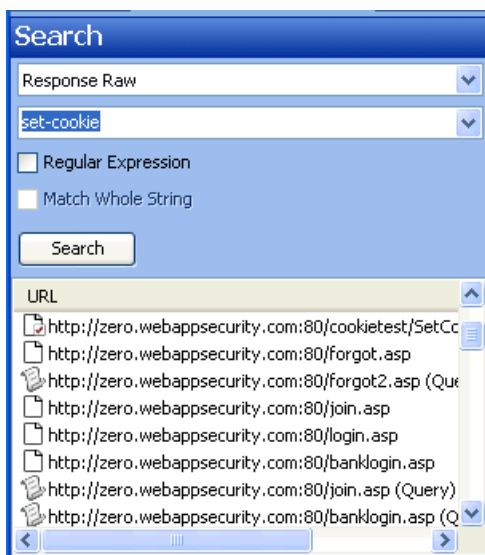 Search
Response Raw
set-cookie
Regular Expression
Match Whole String
Search
URL
http://zero.webappsecurity.com:80/cookietest/SetCo
http://zero.webappsecurity.com:80/forgot.asp
http://zero.webappsecurity.com:80/forgot2.asp (Que
http://zero.webappsecurity.com:80/join.asp
http://zero.webappsecurity.com:80/login.asp
http://zero.webappsecurity.com:80/banklogin.asp
http://zero.webappsecurity.com:80/join.asp (Query)
http://zero.webappsecurity.com:80/banklogin.asp (Q